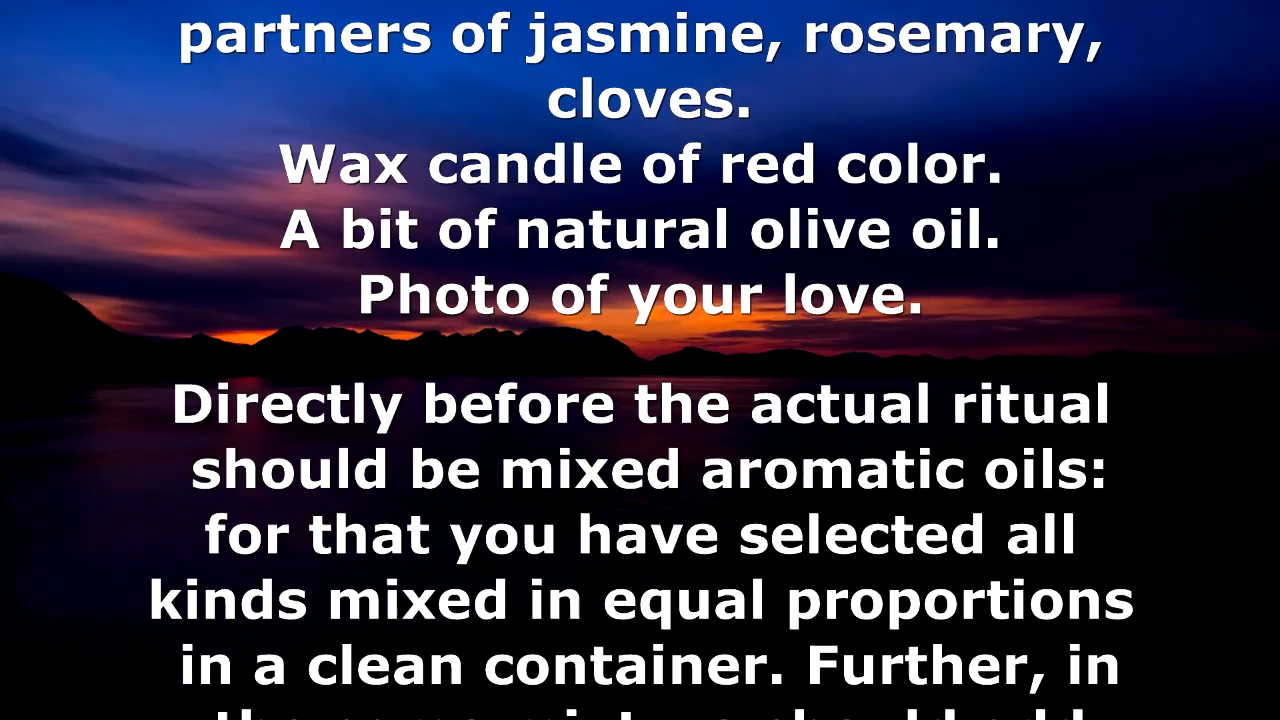 partners of jasmine, rosemary,
cloves.
Wax candle of red color.
A bit of natural olive oil.
Photo of your love.
Directly before the actual ritual
should be mixed aromatic oils:
for that you have selected all
kinds mixed in equal proportions
in a clean container. Further, in